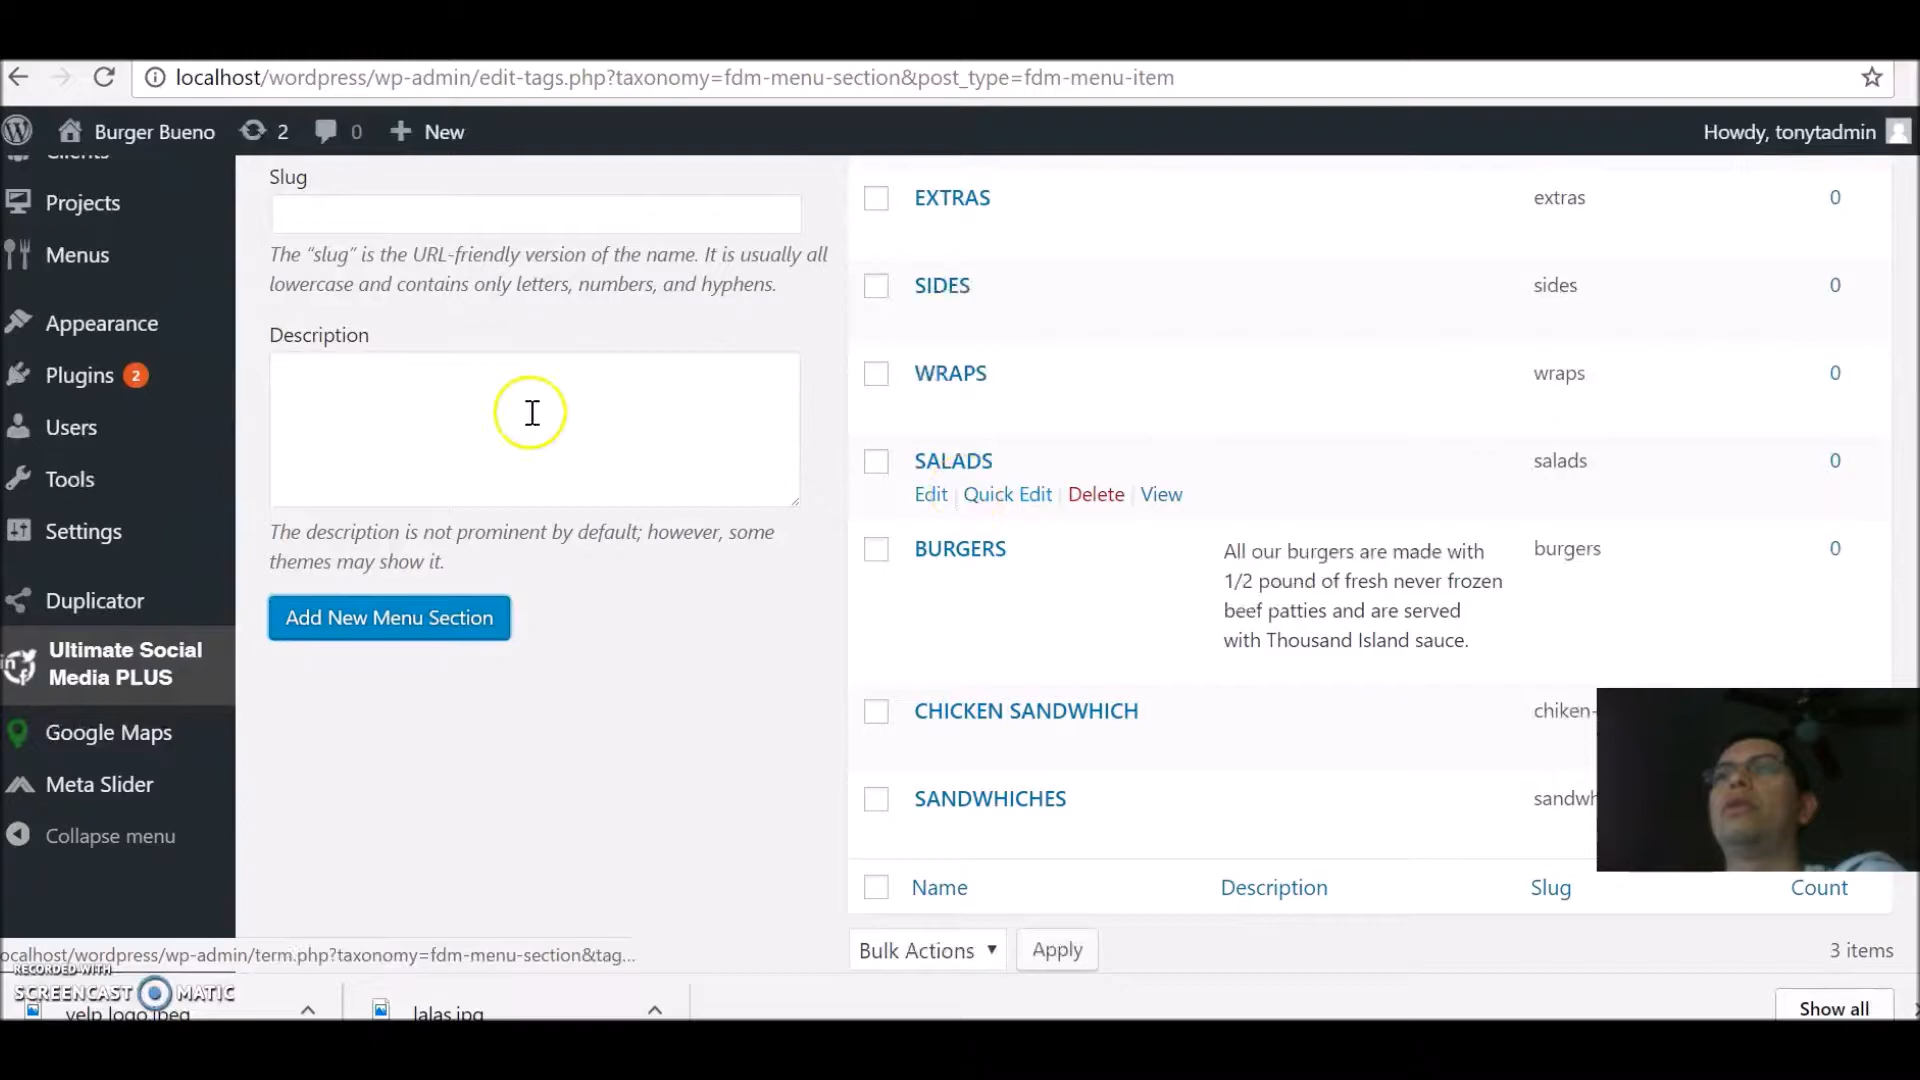 localhost/wordpress/wp-admin/edit-tags.php?taxonomy=fdm-menu-section&post_type=fdm-menu-item
Burger Bueno 2 0 New Howdy, tonytadmin
Clients
Projects
Menus
Appearance
Plugins 2
Users
Tools
Settings
Duplicator
Ultimate Social
Media PLUS
Google Maps
Meta Slider
Collapse menu
Slug
The “slug” is the URL-friendly version of the name. It is usually all
lowercase and contains only letters, numbers, and hyphens.
Description
The description is not prominent by default; however, some
themes may show it.
Add New Menu Section
EXTRAS extras 0
SIDES sides 0
WRAPS wraps 0
SALADS salads 0
Edit | Quick Edit | Delete | View
BURGERS All our burgers are made with burgers 0
1/2 pound of fresh never frozen
beef patties and are served
with Thousand Island sauce.
CHICKEN SANDWHICH chiken-
SANDWHICHES sandwh
Name Description Slug Count
Bulk Actions Apply 3 items
ocalhost/wordpress/wp-admin/term.php?taxonomy=fdm-menu-section&tag...
RECORDED WITH
SCREENCAST MATIC
yelp logo.jpeg lalas.jpg Show all